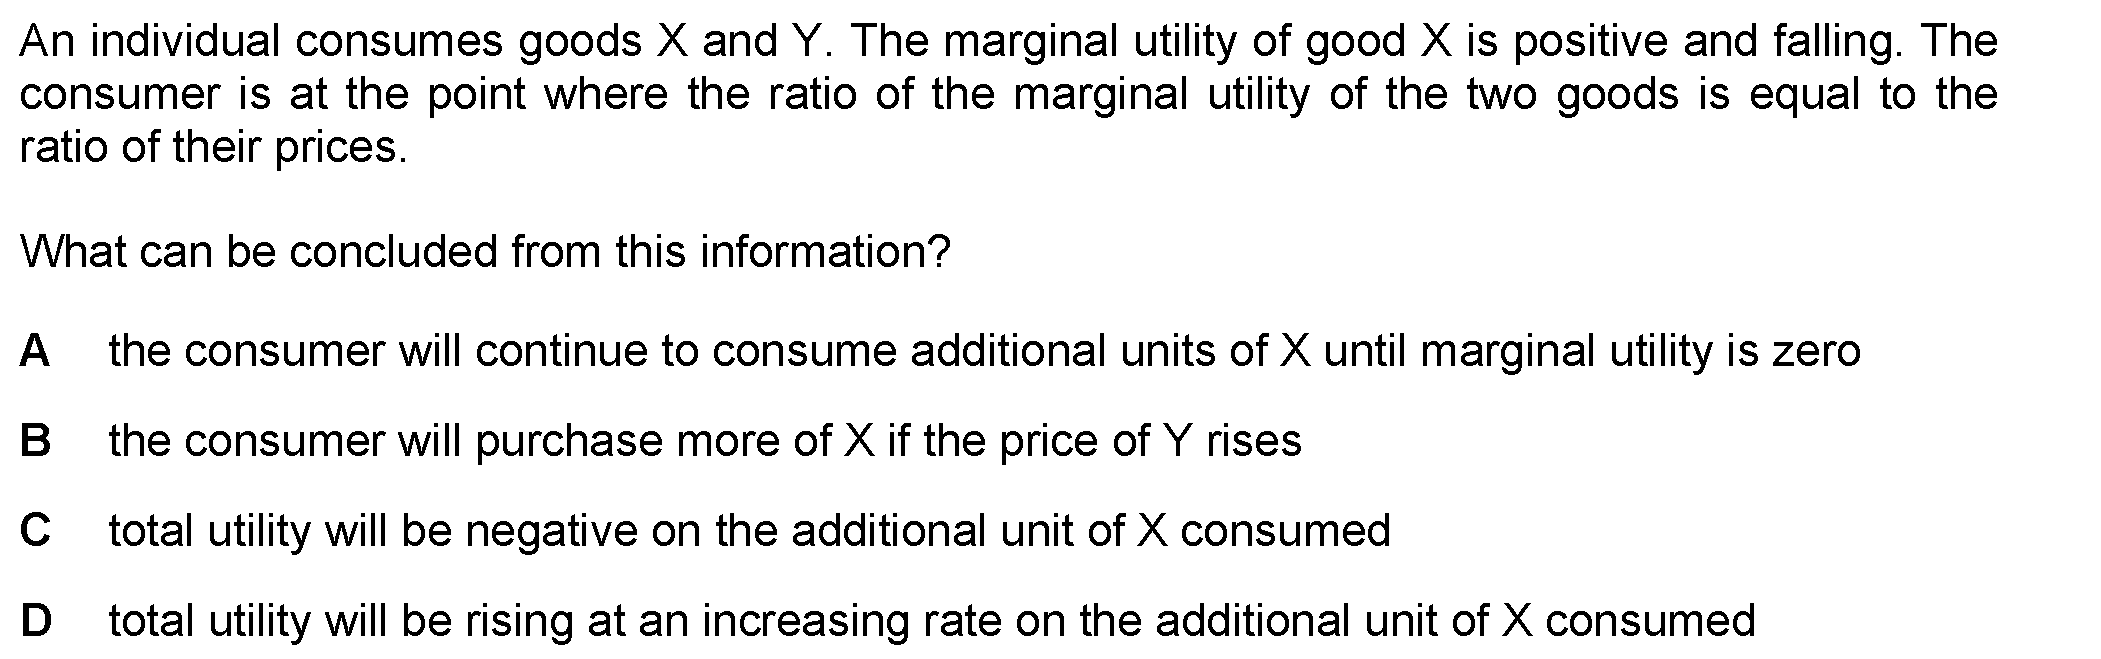 An individual consumes goods X and Y. The marginal utility of good X is positive and falling. The
consumer is at the point where the ratio of the marginal utility of the two goods is equal to the
ratio of their prices.
What can be concluded from this information?
A the consumer will continue to consume additional units of X until marginal utility is zero
B the consumer will purchase more of X if the price of Y rises
C total utility will be negative on the additional unit of X consumed
D total utility will be rising at an increasing rate on the additional unit of X consumed